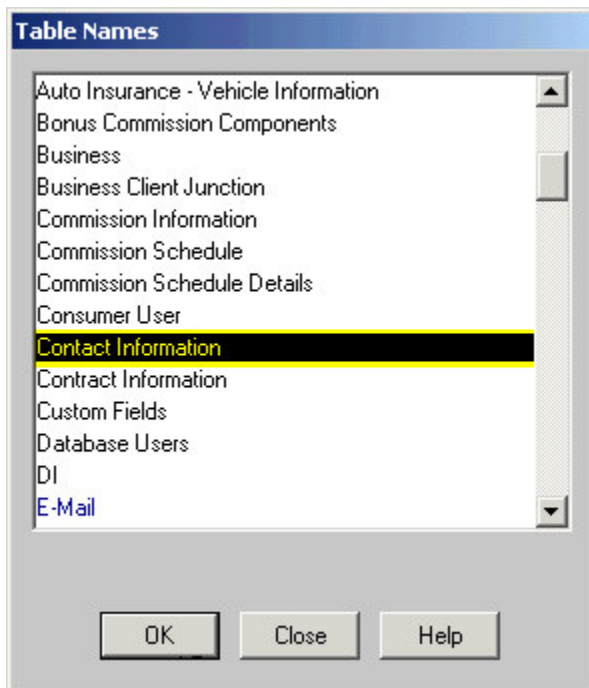 Table Names
Auto Insurance - Vehicle Information
Bonus Commission Components
Business
Business Client Junction
Commission Information
Commission Schedule
Commission Schedule Details
Consumer User
Contact Information
Contract Information
Custom Fields
Database Users
DI
E-Mail
OK Close Help